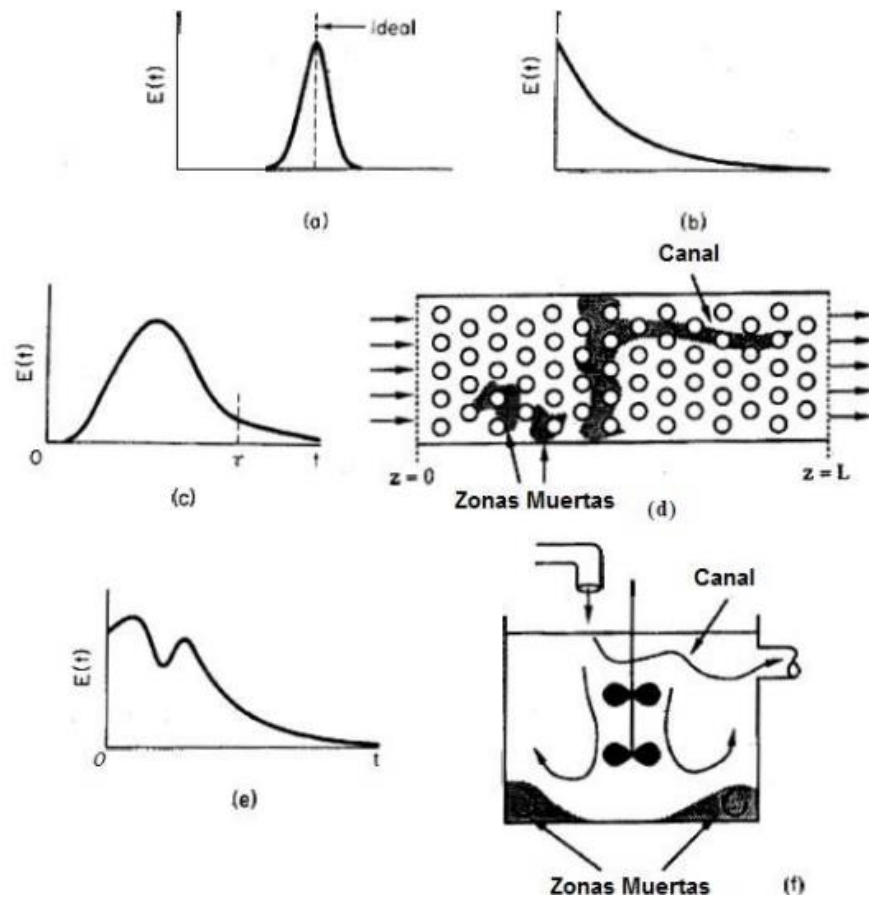 Ideal
E(t)
(a)
E(t)
(b)
E(t)
O
τ
t
(c)
Canal
z = 0
z = L
Zonas Muertas
(d)
E(t)
O
t
(e)
Canal
Zonas Muertas
(f)